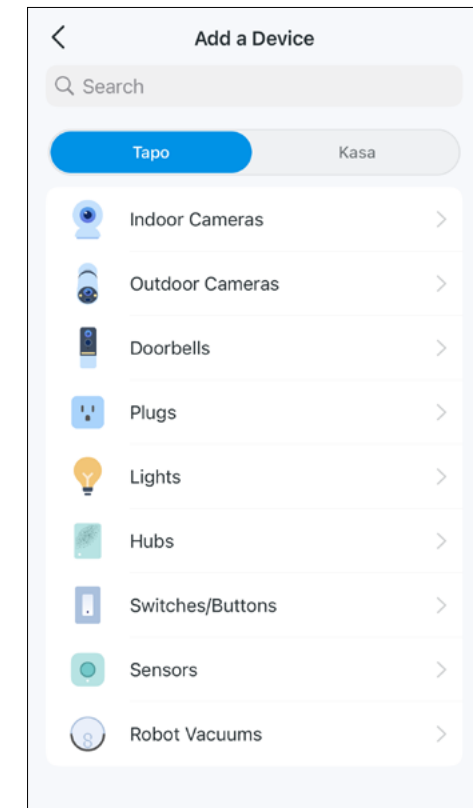 Add a Device
Search
Tapo Kasa
Indoor Cameras
Outdoor Cameras
Doorbells
Plugs
Lights
Hubs
Switches/Buttons
Sensors
Robot Vacuums